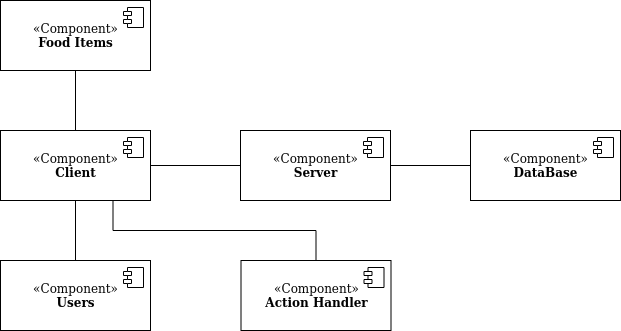 «Component»
Food Items
«Component»
Client
«Component»
Server
«Component»
DataBase
«Component»
Users
«Component»
Action Handler